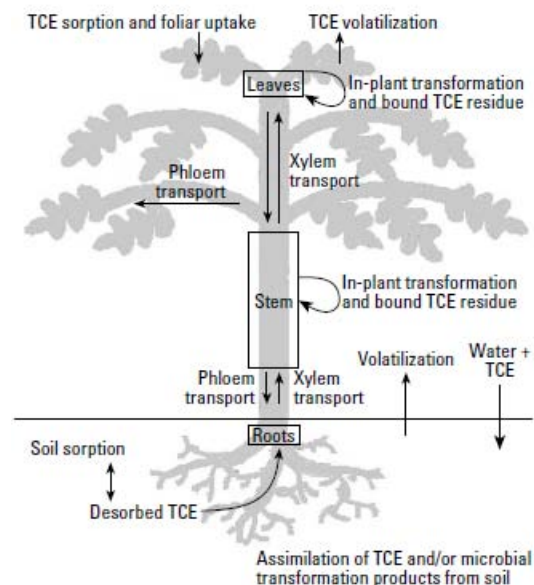 TCE sorption and foliar uptake
TCE volatilization
Leaves
In-plant transformation
and bound TCE residue
Phloem
transport
Xylem
transport
Stem
In-plant transformation
and bound TCE residue
Phloem
transport
Xylem
transport
Volatilization
Water +
TCE
Roots
Soil sorption
Desorbed TCE
Assimilation of TCE and/or microbial
transformation products from soil